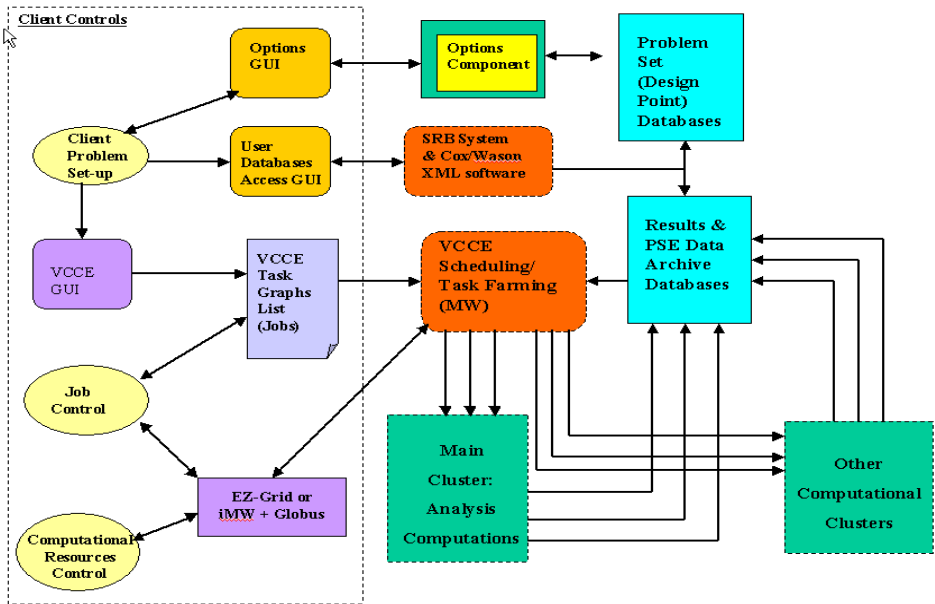 Client Controls
Options
GUI
Options
Component
Problem
Set
(Design
Point)
Databases
Client
Problem
Set-up
User
Databases
Access GUI
SRB System
& Cox/Wason
XML software
Results &
PSE Data
Archive
Databases
VCCE
GUI
VCCE
Task
Graphs
List
(Jobs)
VCCE
Scheduling/
Task Farming
(MW)
Job
Control
Main
Cluster:
Analysis
Computations
Other
Computational
Clusters
EZ-Grid or
iMW + Globus
Computational
Resources
Control